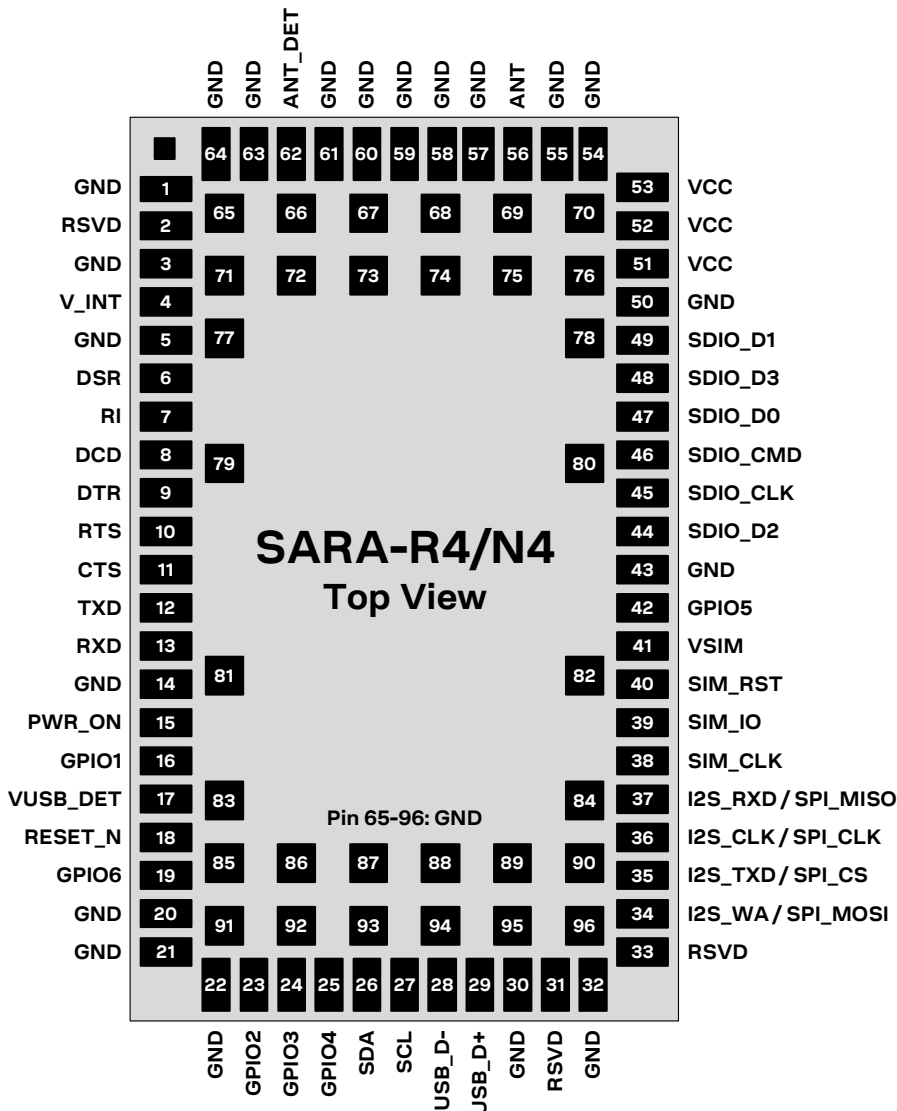 GND GND ANT_DET GND GND GND GND GND ANT GND GND
64 63 62 61 60 59 58 57 56 55 54
GND 1 53 VCC
65 66 67 68 69 70
RSVD 2 52 VCC
GND 3 51 VCC
71 72 73 74 75 76
V_INT 4 50 GND
GND 5 77 78 49 SDIO_D1
DSR 6 48 SDIO_D3
RI 7 47 SDIO_D0
DCD 8 79 80 46 SDIO_CMD
DTR 9 45 SDIO_CLK
RTS 10 44 SDIO_D2
SARA-R4/N4
CTS 11 43 GND
Top View
TXD 12 42 GPIO5
RXD 13 41 VSIM
GND 14 81 82 40 SIM_RST
PWR_ON 15 39 SIM_IO
GPIO1 16 38 SIM_CLK
VUSB_DET 17 83 84 37 I2S_RXD / SPI_MISO
Pin 65-96: GND
RESET_N 18 36 I2S_CLK / SPI_CLK
85 86 87 88 89 90
GPIO6 19 35 I2S_TXD / SPI_CS
GND 20 34 I2S_WA / SPI_MOSI
91 92 93 94 95 96
GND 21 33 RSVD
22 23 24 25 26 27 28 29 30 31 32
GND GPIO2 GPIO3 GPIO4 SDA SCL USB_D- USB_D+ GND RSVD GND